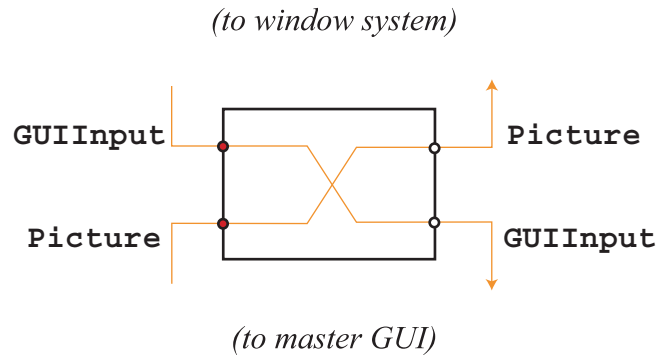 (to window system)
GUIInput
Picture
Picture
GUIInput
(to master GUI)